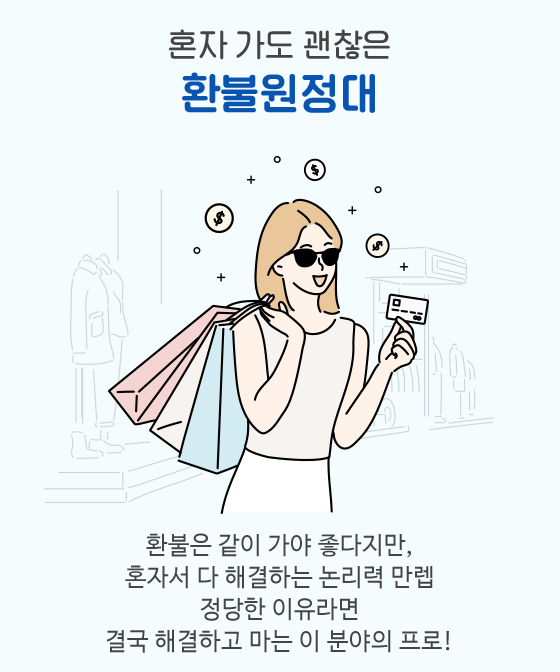 혼자 가도 괜찮은
환불원정대
환불은 같이 가야 좋다지만,
혼자서 다 해결하는 논리력 만렙
정당한 이유라면
결국 해결하고 마는 이 분야의 프로!